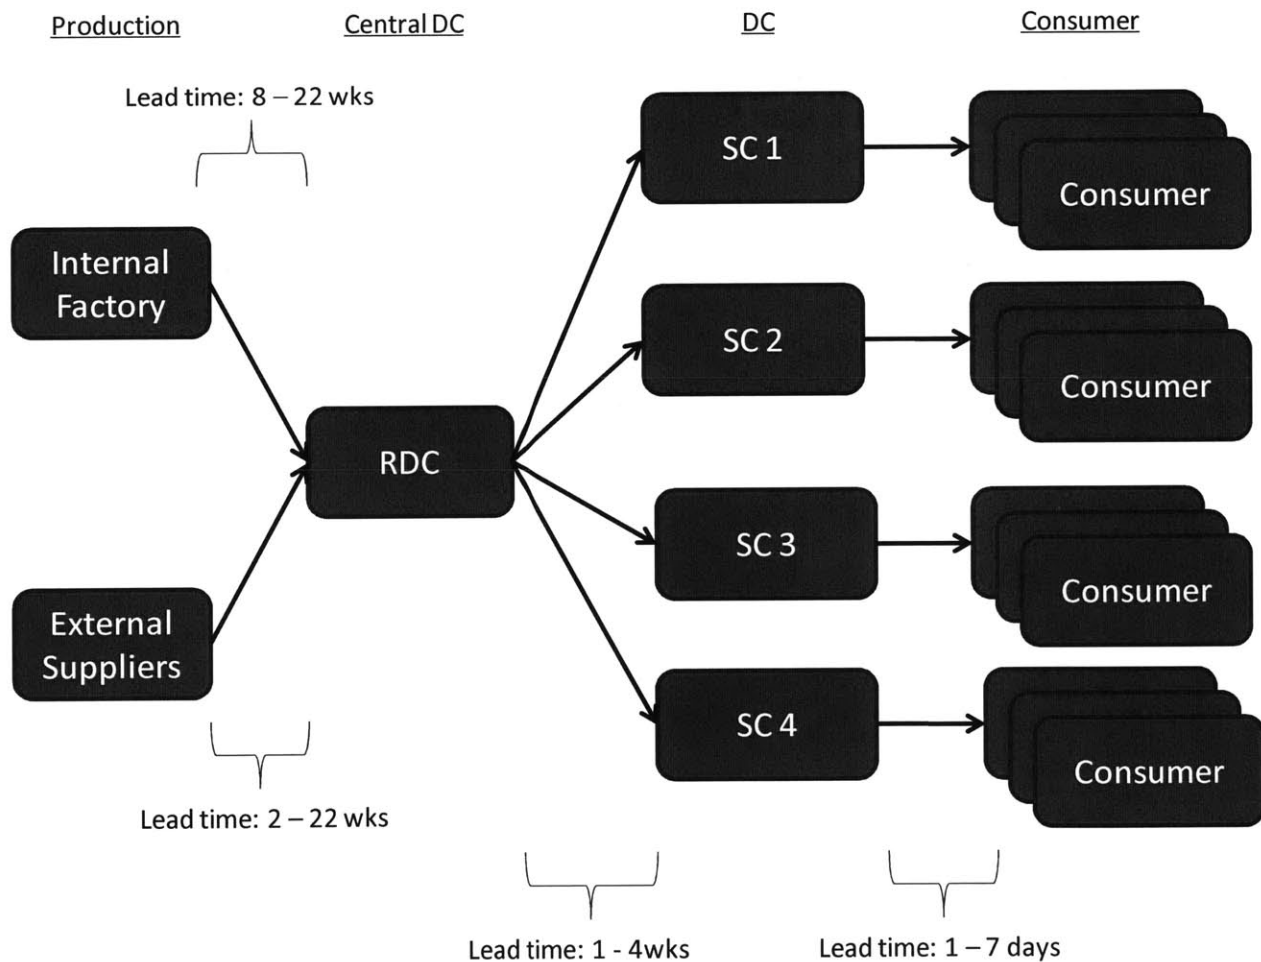 Production
Central DC
DC
Consumer
Lead time: 8 – 22 wks
SC 1
Consumer
Internal
Factory
SC 2
Consumer
RDC
SC 3
Consumer
External
Suppliers
SC 4
Consumer
Lead time: 2 – 22 wks
Lead time: 1 - 4wks
Lead time: 1 – 7 days